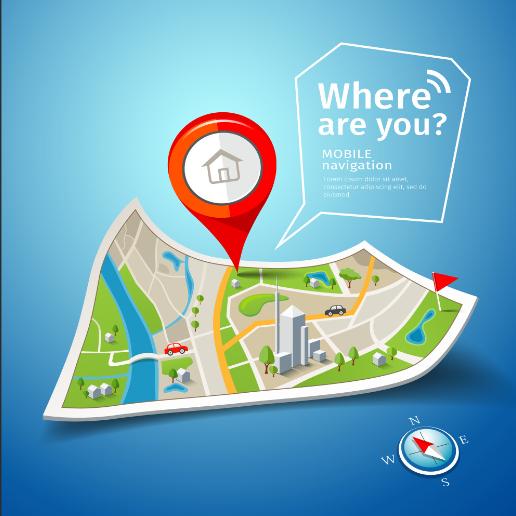 Where
are you?
MOBILE
navigation
Lorem ipsum dolor sit amet,
consectetur adipiscing elit, sed do
eiusmod
N
E
W
S